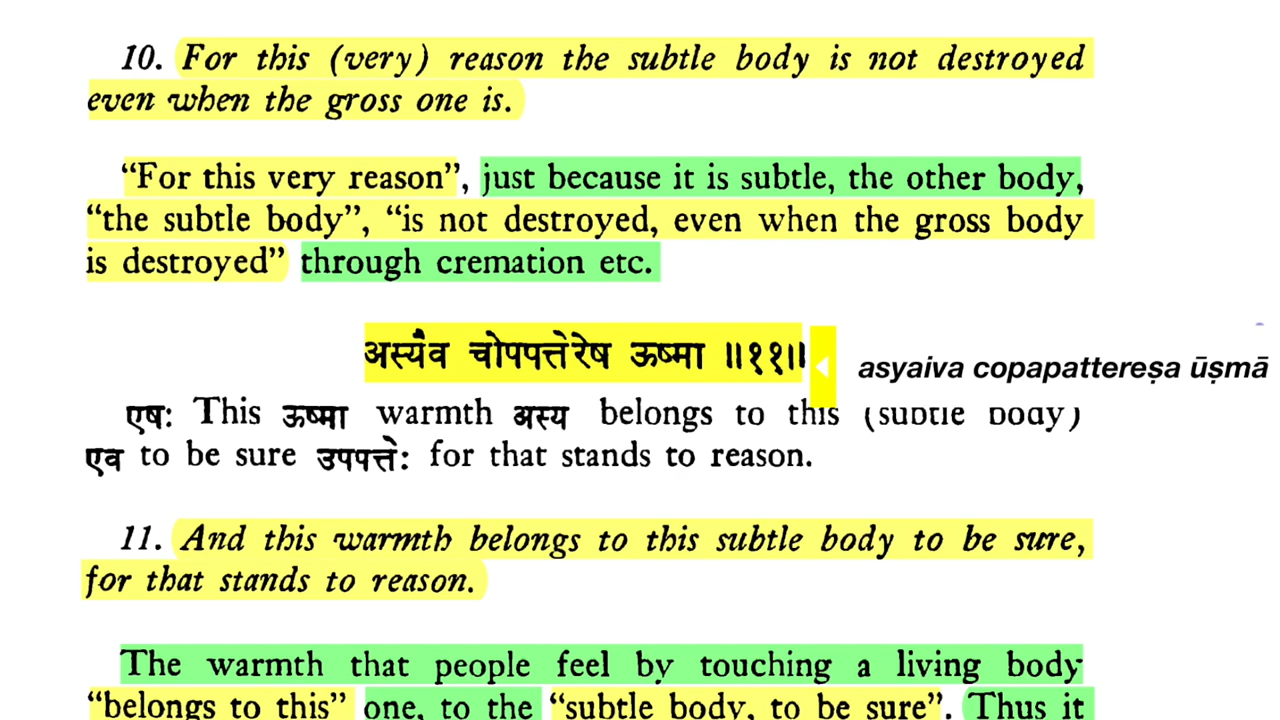 10. For this (very) reason the subtle body is not destroyed
even when the gross one is.
“For this very reason”, just because it is subtle, the other body,
“the subtle body”, “is not destroyed, even when the gross body
is destroyed” through cremation etc.
अस्यैव चोपपत्तेरेष ऊष्मा ॥११॥
asyaiva copapattereṣa ūṣmā
एष: This ऊष्मा warmth अस्य belongs to this (subtle body)
एव to be sure उपपत्ते: for that stands to reason.
11. And this warmth belongs to this subtle body to be sure,
for that stands to reason.
The warmth that people feel by touching a living body
“belongs to this” one, to the “subtle body, to be sure”. Thus it